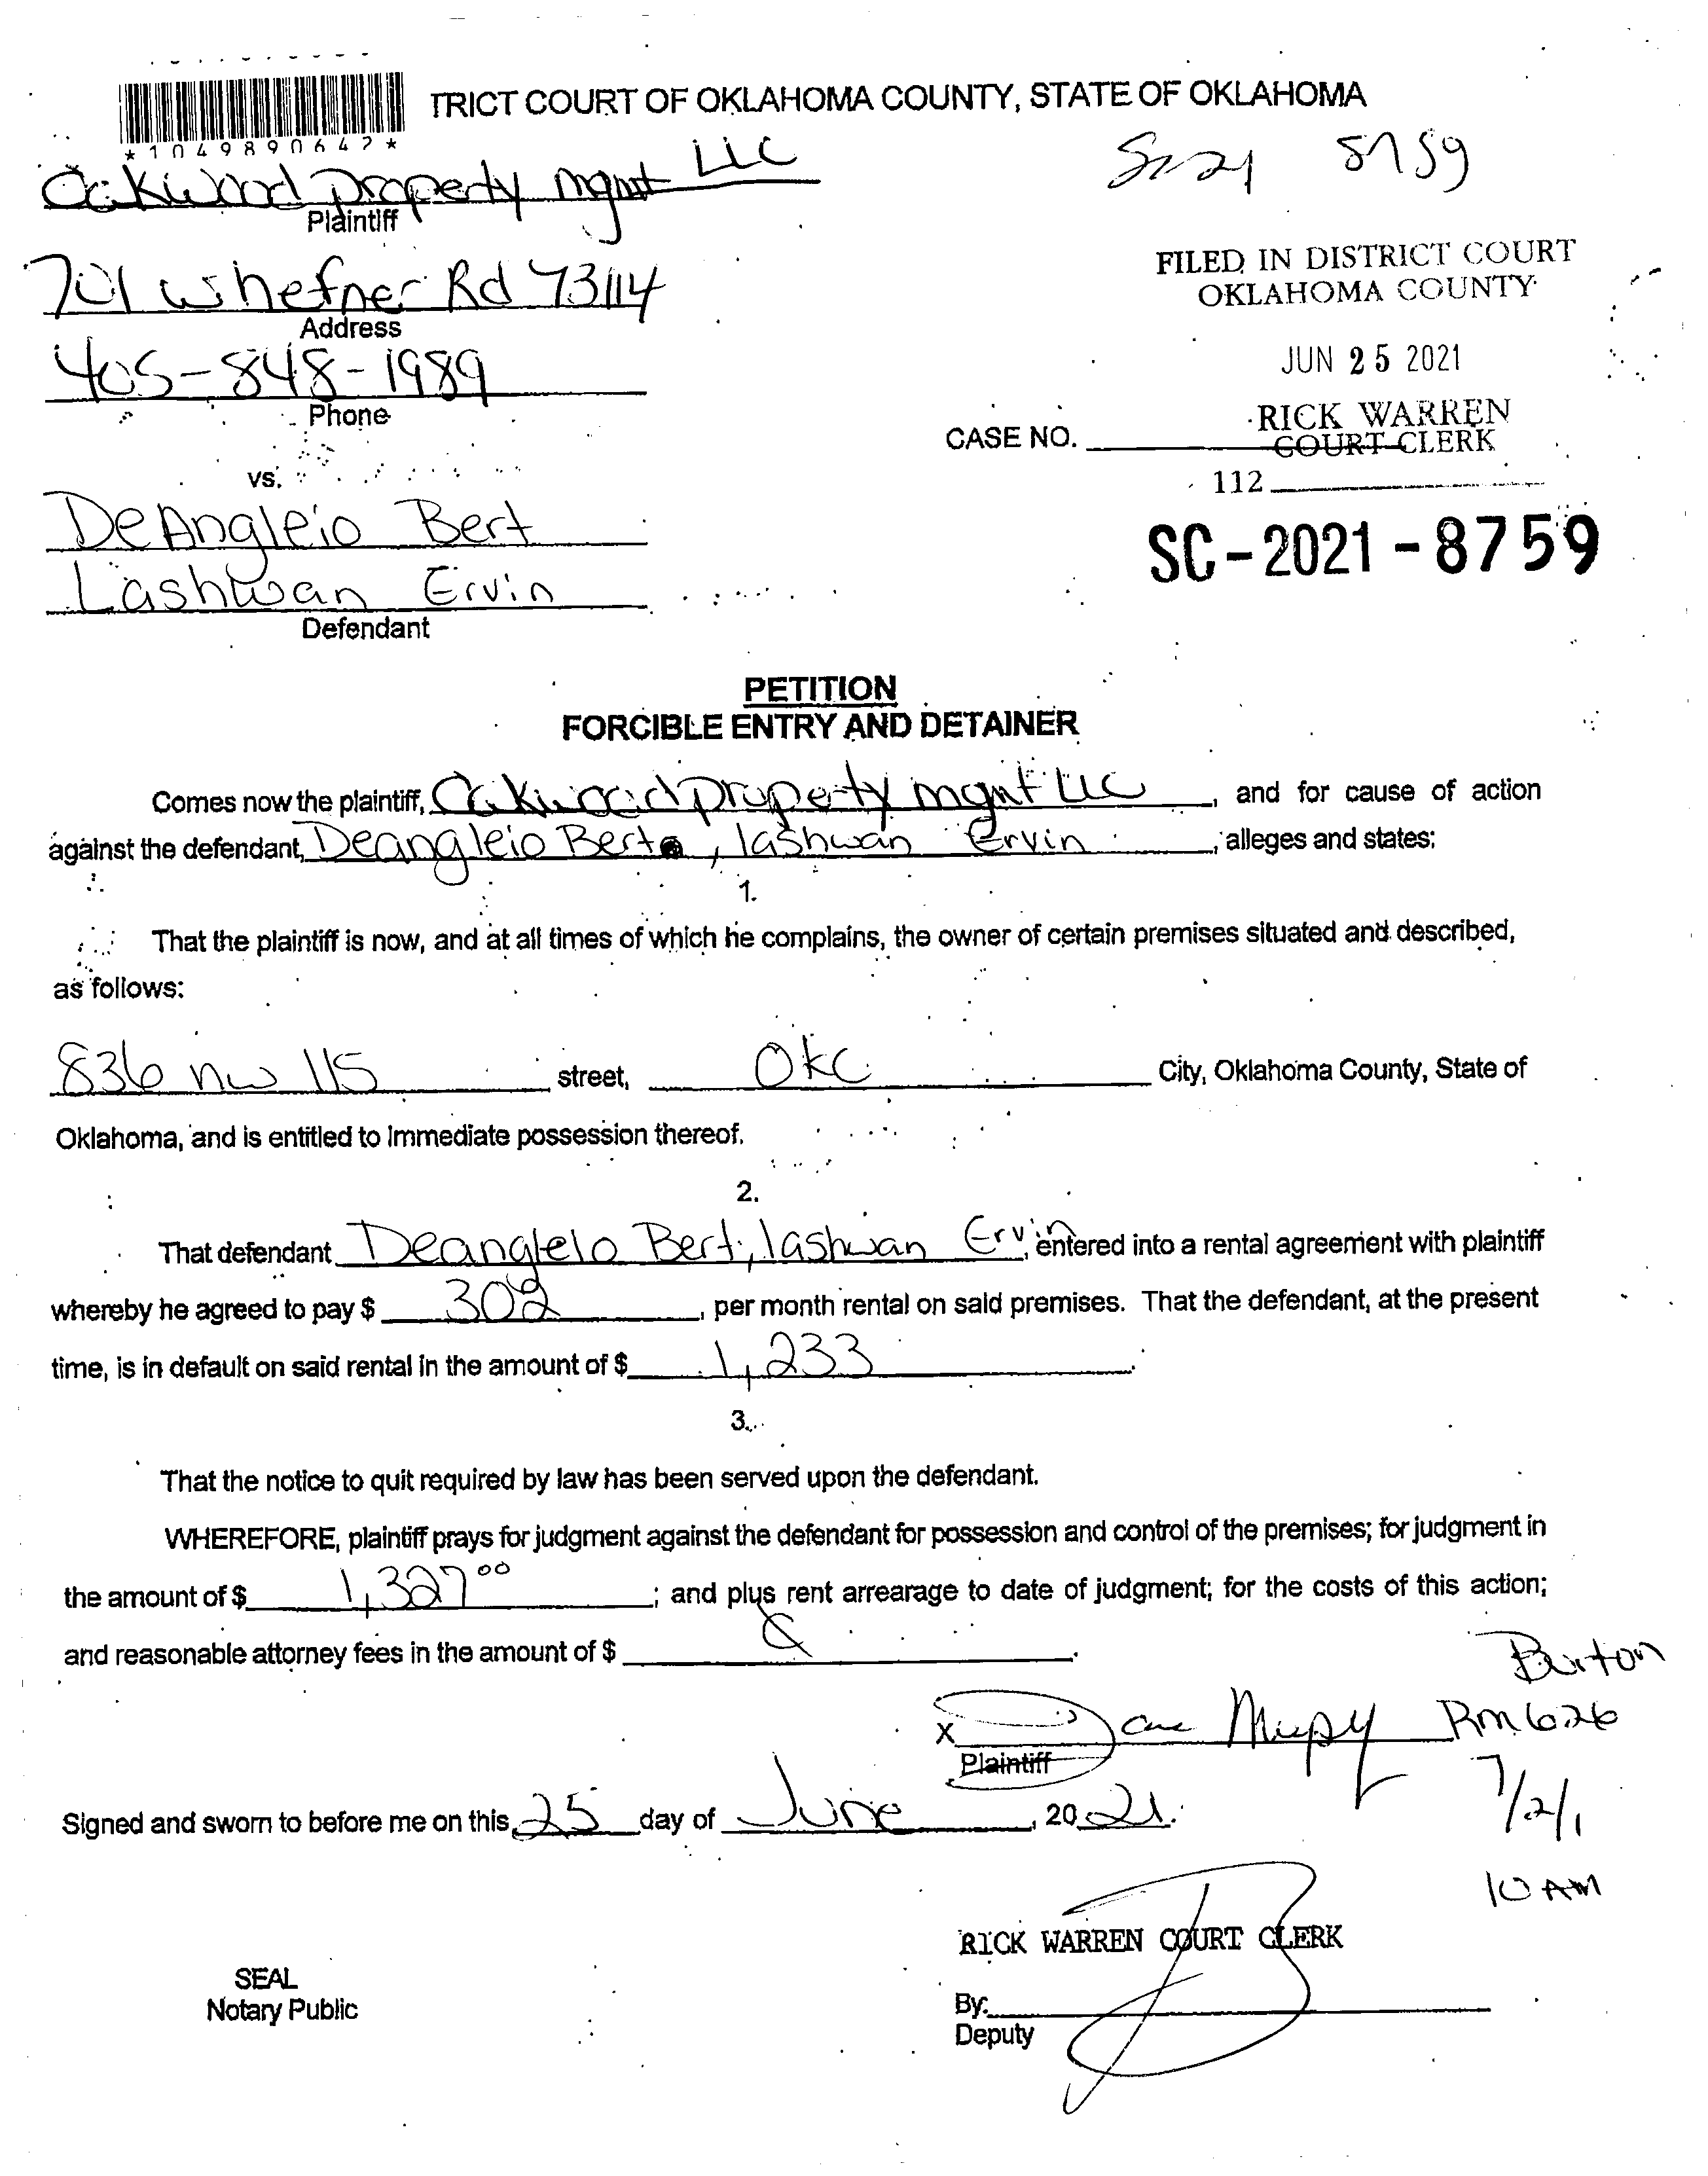 TRICT COURT OF OKLAHOMA COUNTY, STATE OF OKLAHOMA
*1049890642*
Oakwood Property mgmt LLC
Plaintiff
8759
701 w hefner Rd 73114
Address
FILED IN DISTRICT COURT
OKLAHOMA COUNTY
405-848-1989
Phone
JUN 25 2021
RICK WARREN
COURT CLERK
CASE NO.
112
vs.
SC-2021-8759
DeAngleio Bert
Lashwan Ervin
Defendant
PETITION
FORCIBLE ENTRY AND DETAINER
Comes now the plaintiff, Oakwood property mgmt LLC, and for cause of action
against the defendant, Deangleio Bert, lashwan Ervin, alleges and states:
1.
That the plaintiff is now, and at all times of which he complains, the owner of certain premises situated and described,
as follows:
836 nw 115 street, OKC City, Oklahoma County, State of
Oklahoma, and is entitled to immediate possession thereof.
2.
That defendant Deanglelo Bert, lashwan Ervin, entered into a rental agreement with plaintiff
whereby he agreed to pay $ 302, per month rental on said premises. That the defendant, at the present
time, is in default on said rental in the amount of $ 1,233.
3.
That the notice to quit required by law has been served upon the defendant.
WHEREFORE, plaintiff prays for judgment against the defendant for possession and control of the premises; for judgment in
the amount of $ 1,327 00; and plus rent arrearage to date of judgment; for the costs of this action;
and reasonable attorney fees in the amount of $
Burton
X Rm 626
Plaintiff
7/21
Signed and sworn to before me on this 25 day of June, 2021.
10 AM
RICK WARREN COURT CLERK
SEAL
Notary Public
By:
Deputy